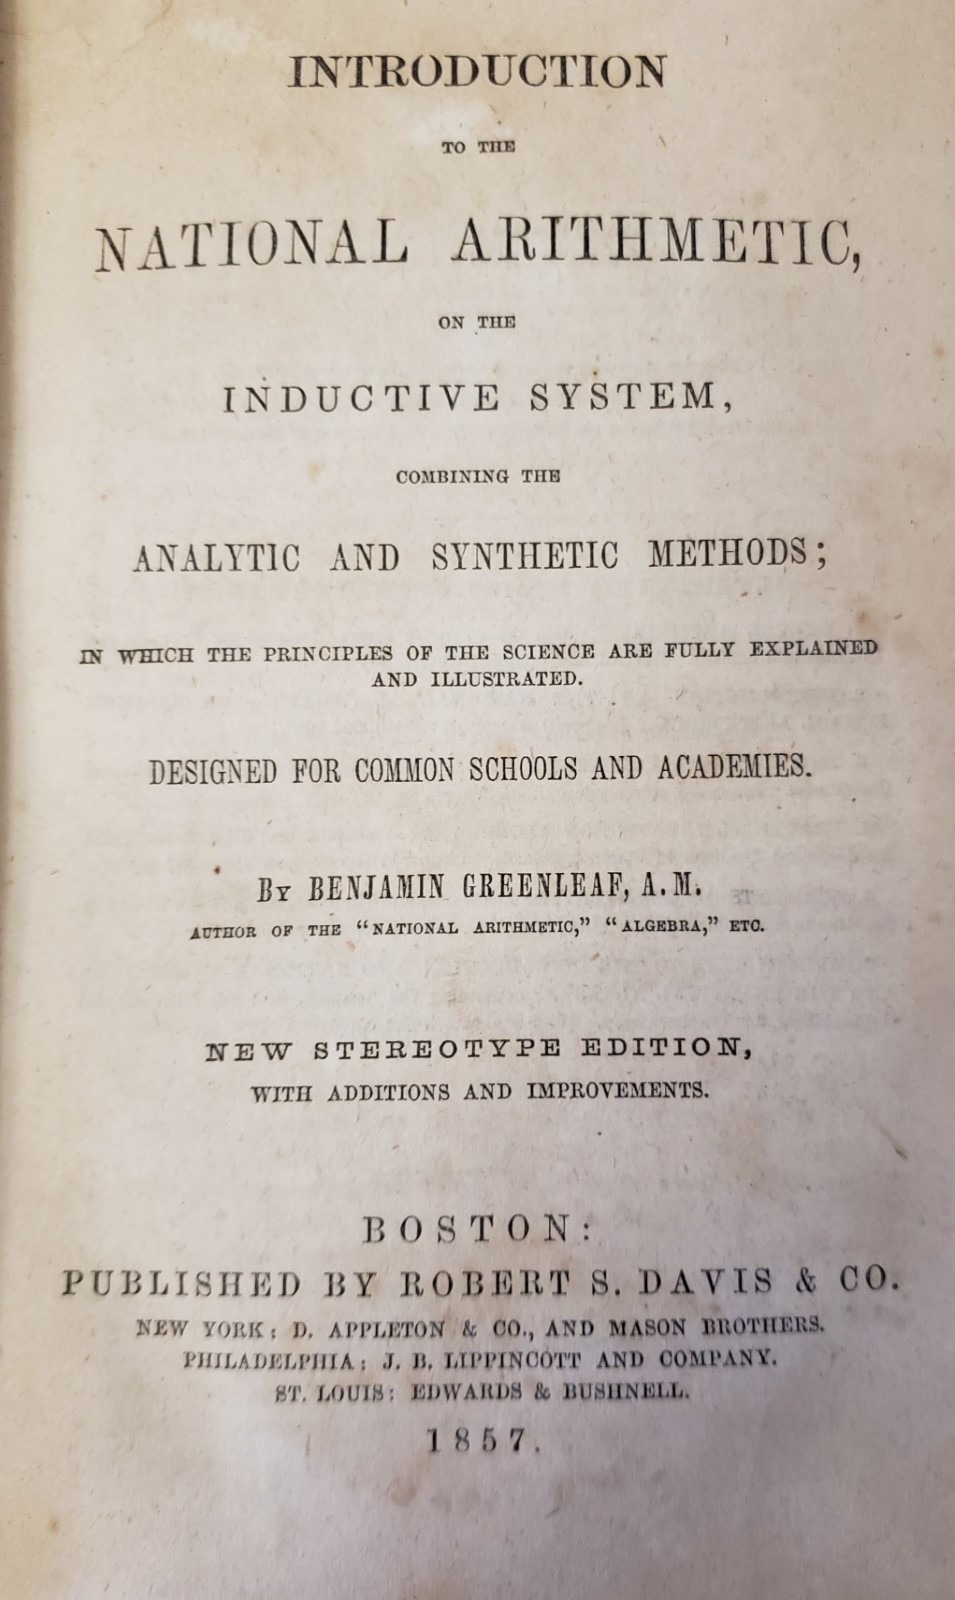 INTRODUCTION
TO THE
NATIONAL ARITHMETIC,
ON THE
INDUCTIVE SYSTEM,
COMBINING THE
ANALYTIC AND SYNTHETIC METHODS;
IN WHICH THE PRINCIPLES OF THE SCIENCE ARE FULLY EXPLAINED
AND ILLUSTRATED.
DESIGNED FOR COMMON SCHOOLS AND ACADEMIES.
BY BENJAMIN GREENLEAF, A.M.
AUTHOR OF THE "NATIONAL ARITHMETIC," "ALGEBRA," ETC.
NEW STEREOTYPE EDITION,
WITH ADDITIONS AND IMPROVEMENTS.
BOSTON:
PUBLISHED BY ROBERT S. DAVIS & CO.
NEW YORK: D. APPLETON & CO., AND MASON BROTHERS.
PHILADELPHIA: J. B. LIPPINCOTT AND COMPANY.
ST. LOUIS: EDWARDS & BUSHNELL.
1857.